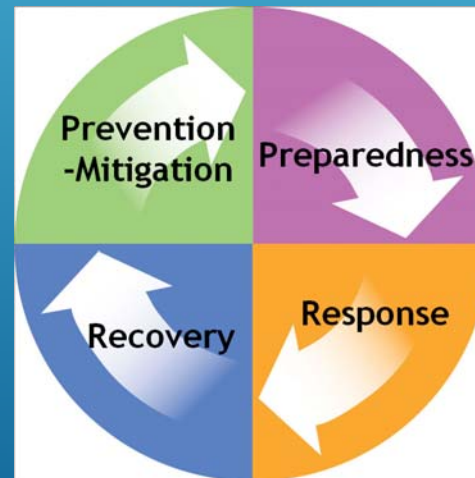 Prevention
-Mitigation
Preparedness
Response
Recovery